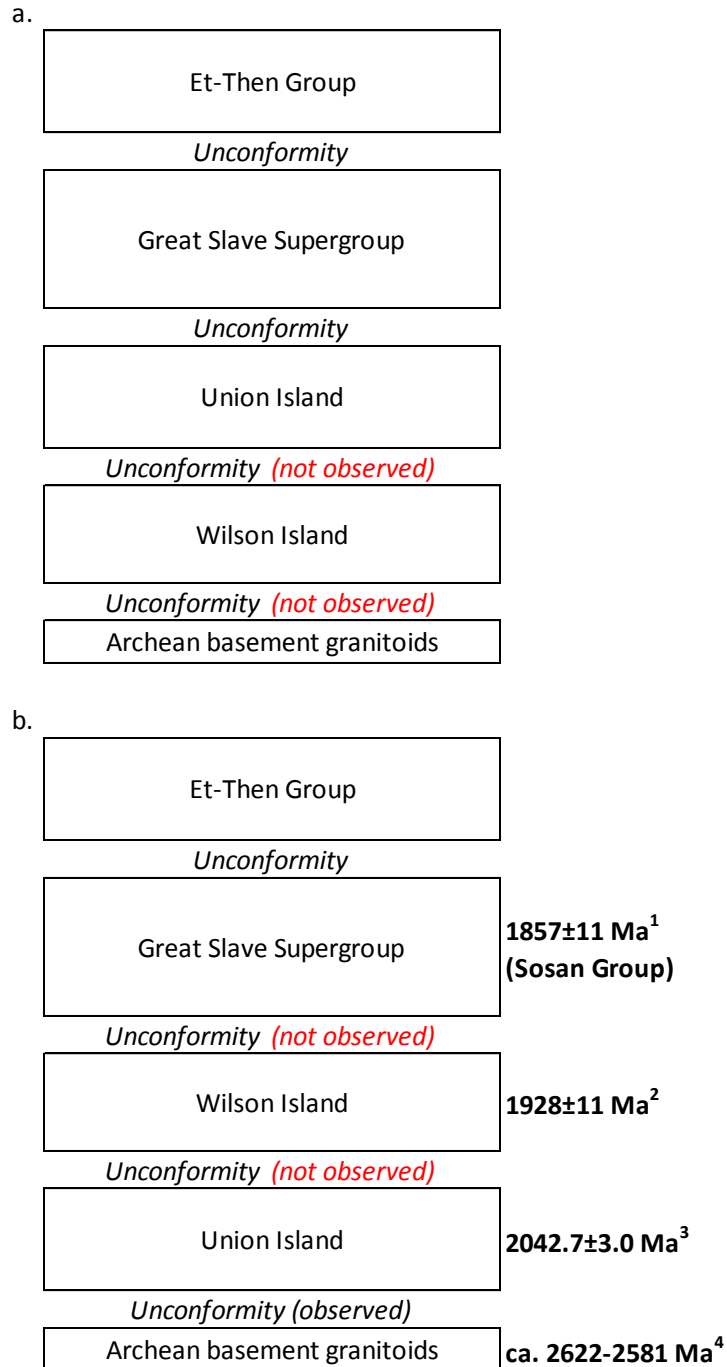 a.
Et-Then Group
Unconformity
Great Slave Supergroup
Unconformity
Union Island
Unconformity (not observed)
Wilson Island
Unconformity (not observed)
Archean basement granitoids
b.
Et-Then Group
Unconformity
Great Slave Supergroup
1857±11 Ma¹
(Sosan Group)
Unconformity (not observed)
Wilson Island 1928±11 Ma²
Unconformity (not observed)
Union Island 2042.7±3.0 Ma³
Unconformity (observed)
Archean basement granitoids ca. 2622-2581 Ma⁴